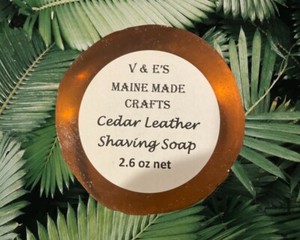 V & E'S
MAINE MADE
CRAFTS
Cedar Leather
Shaving Soap
2.6 oz net